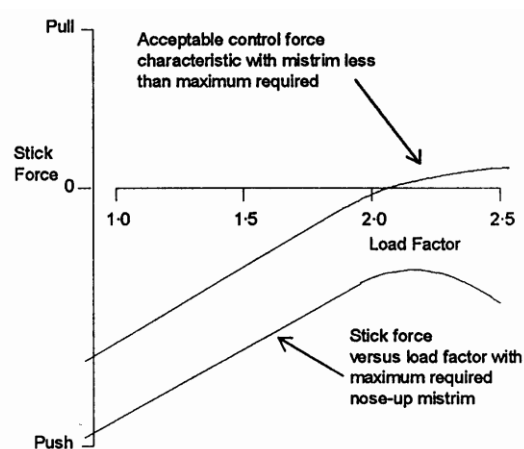 Pull
Acceptable control force
characteristic with mistrim less
than maximum required
Stick
Force
0
1·0
1·5
2·0
2·5
Load Factor
Stick force
versus load factor with
maximum required
nose-up mistrim
Push